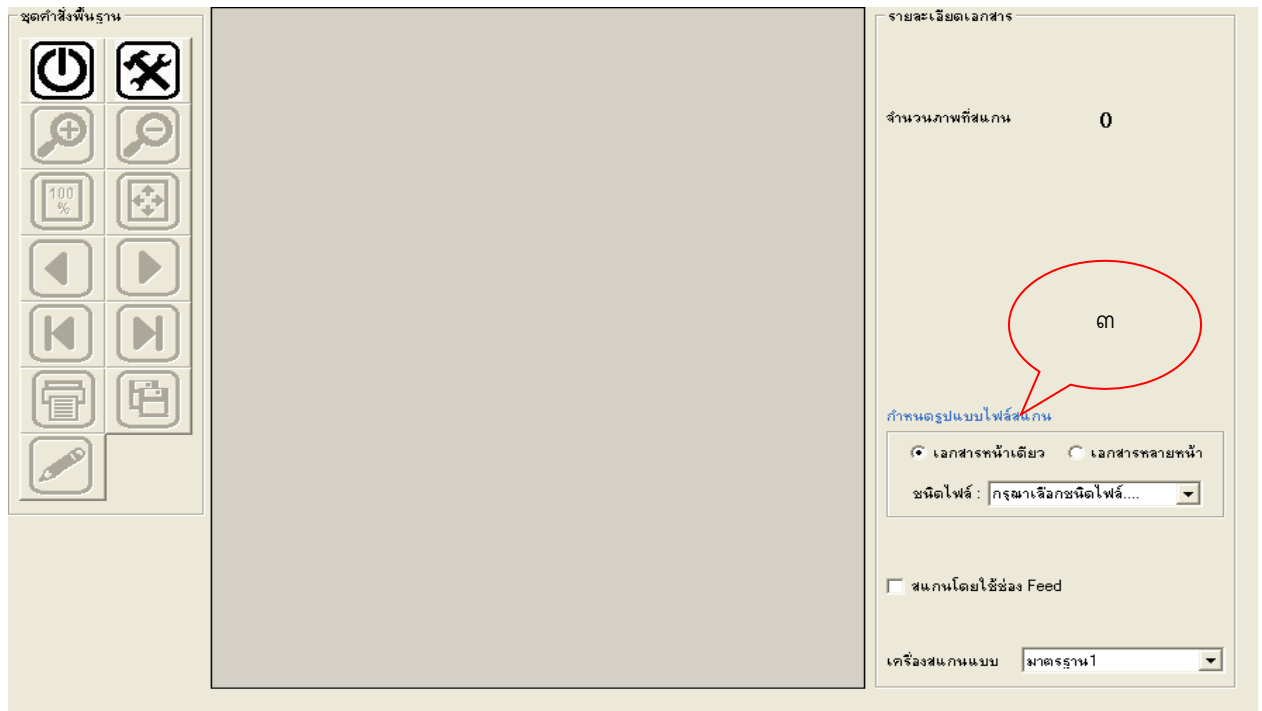 ชุดคำสั่งพื้นฐาน
100
%
รายละเอียดเอกสาร
จำนวนภาพที่สแกน 0
๓
กำหนดรูปแบบไฟล์สแกน
เอกสารหน้าเดียว เอกสารหลายหน้า
ชนิดไฟล์ : กรุณาเลือกชนิดไฟล์....
สแกนโดยใช้ช่อง Feed
เครื่องสแกนแบบ มาตรฐาน1